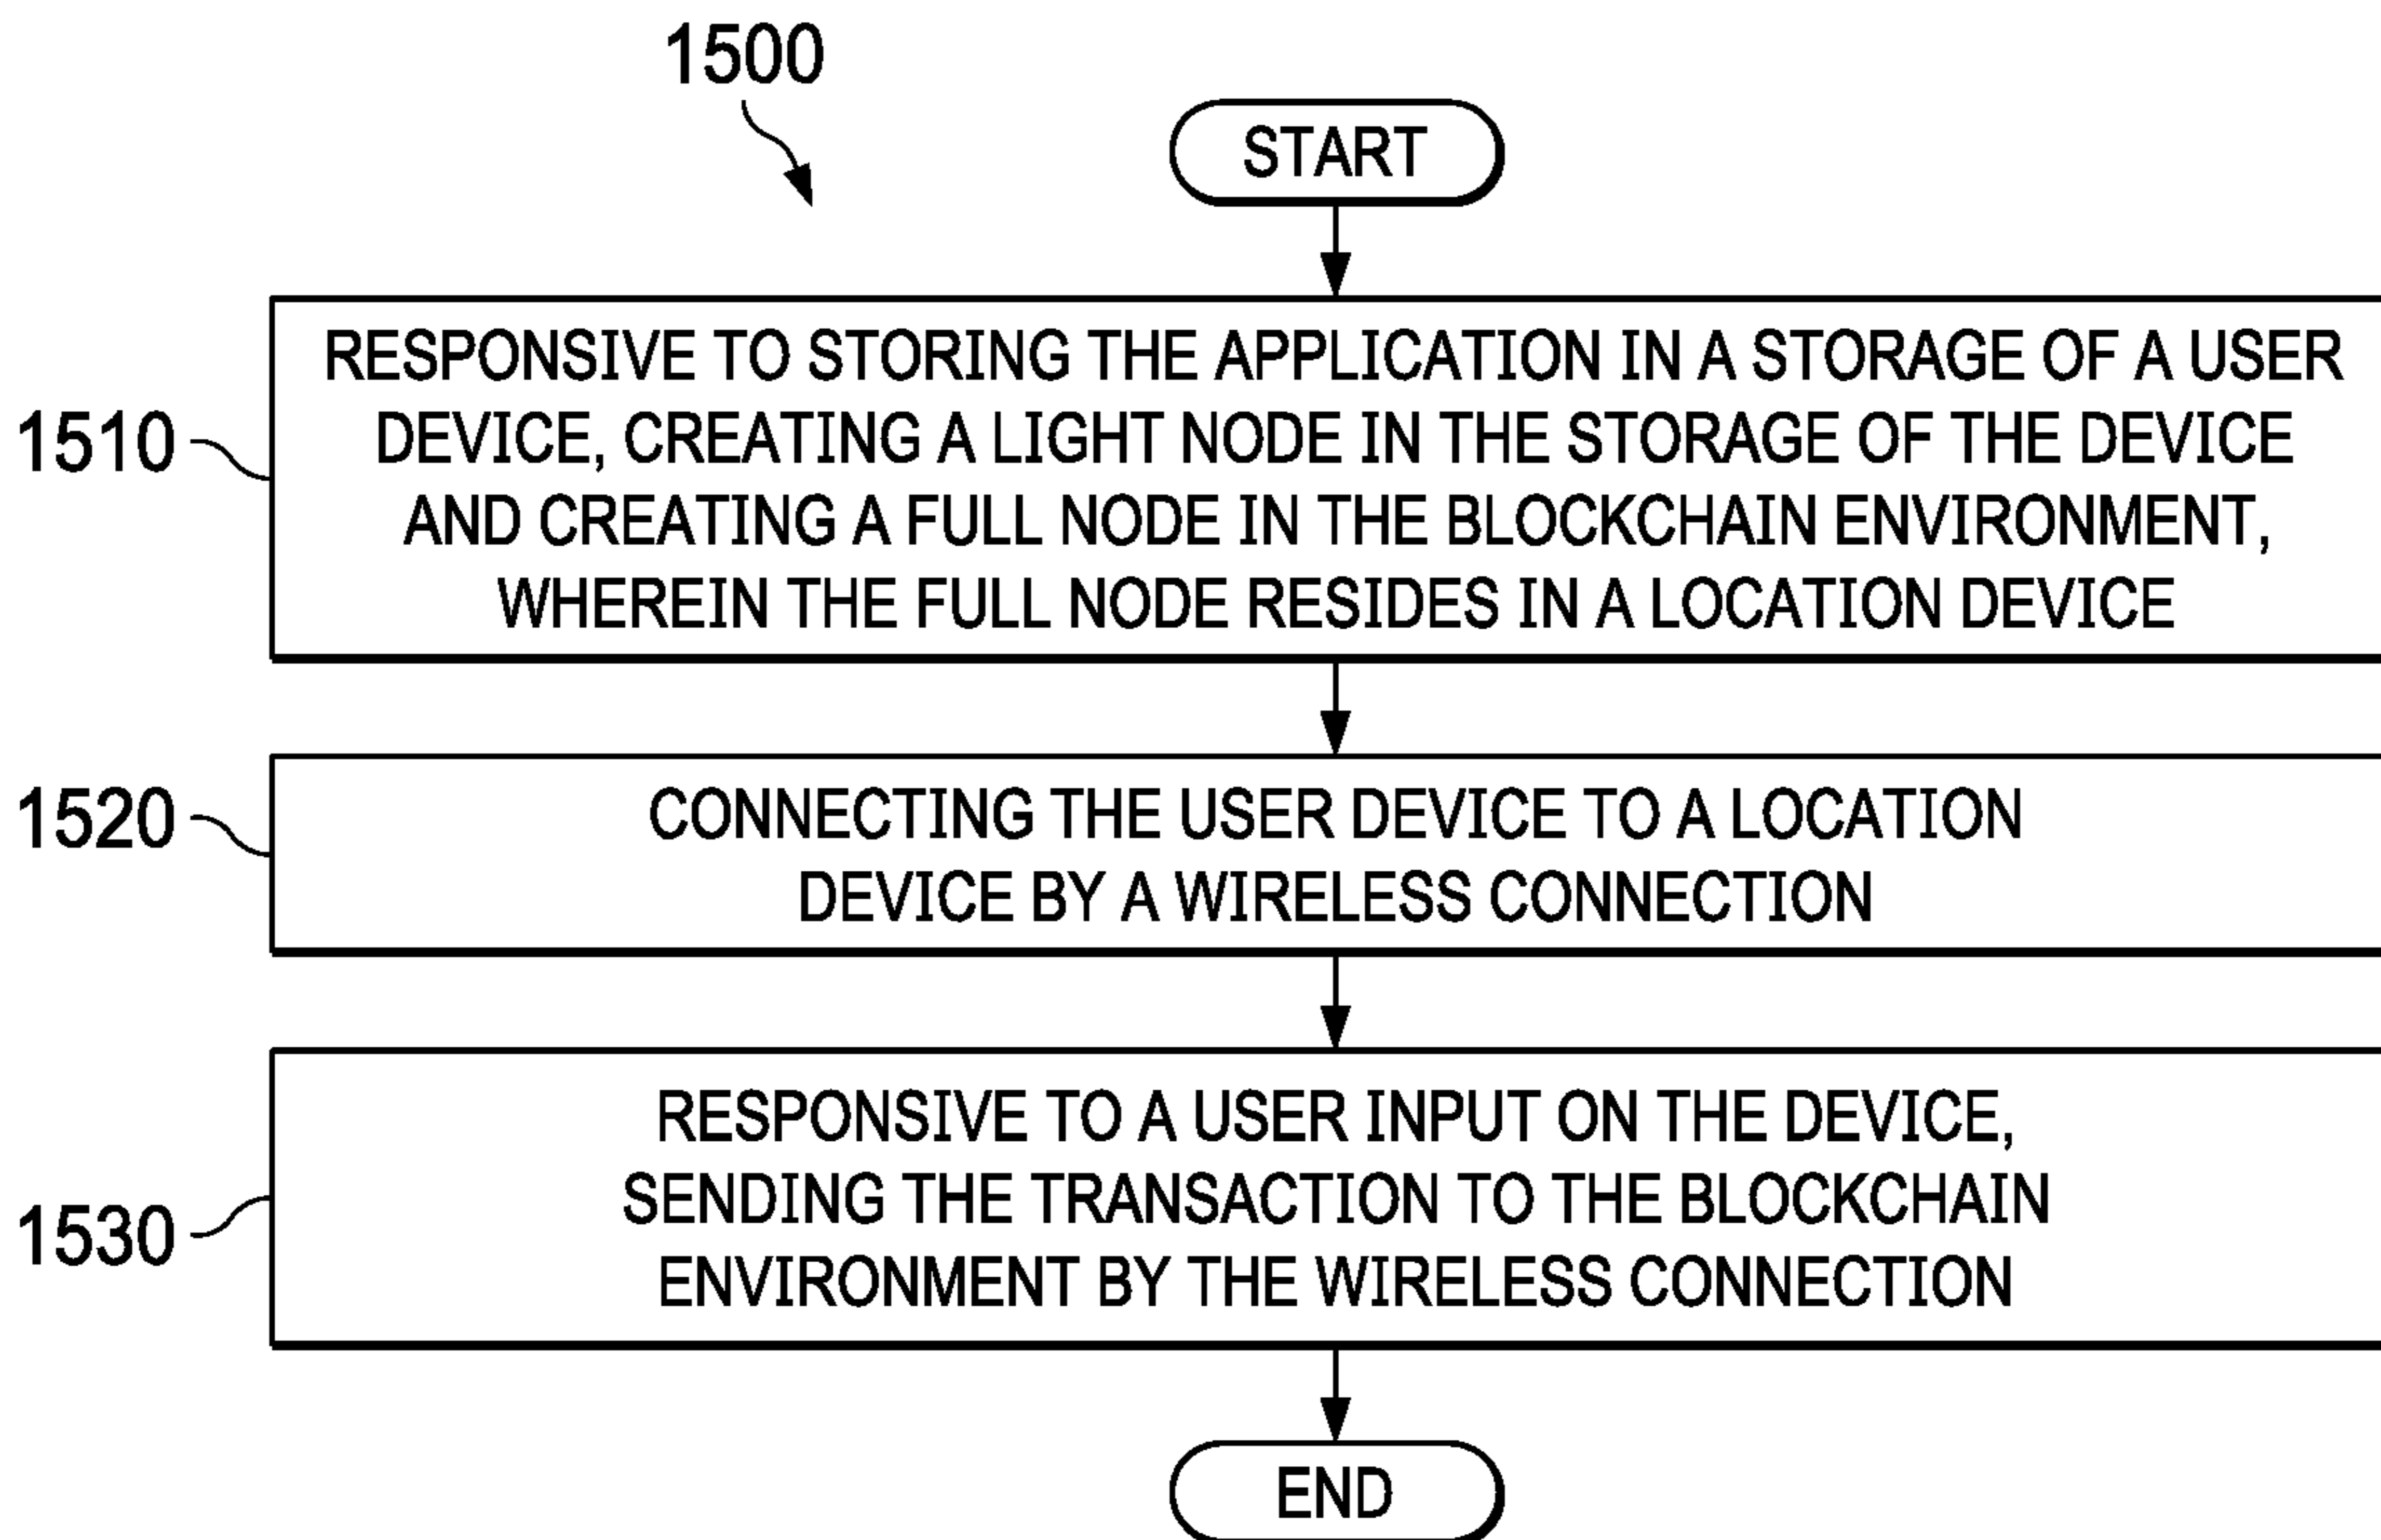 1500
START
1510
RESPONSIVE TO STORING THE APPLICATION IN A STORAGE OF A USER
DEVICE, CREATING A LIGHT NODE IN THE STORAGE OF THE DEVICE
AND CREATING A FULL NODE IN THE BLOCKCHAIN ENVIRONMENT,
WHEREIN THE FULL NODE RESIDES IN A LOCATION DEVICE
1520
CONNECTING THE USER DEVICE TO A LOCATION
DEVICE BY A WIRELESS CONNECTION
1530
RESPONSIVE TO A USER INPUT ON THE DEVICE,
SENDING THE TRANSACTION TO THE BLOCKCHAIN
ENVIRONMENT BY THE WIRELESS CONNECTION
END